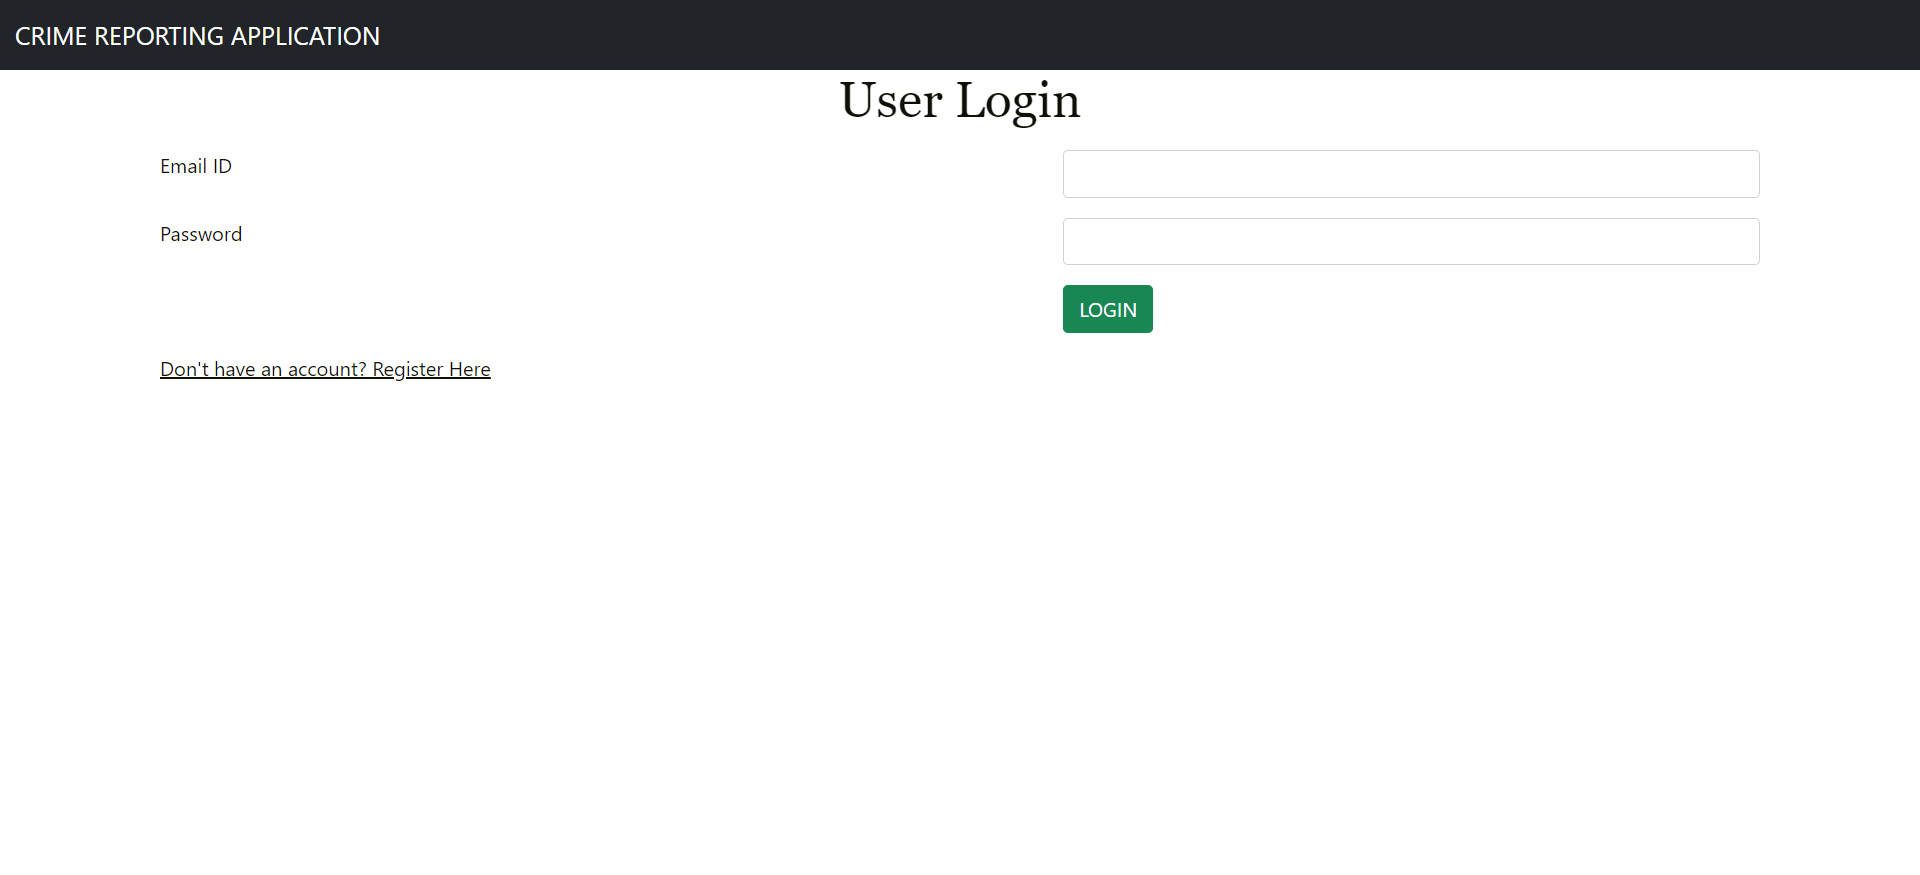 CRIME REPORTING APPLICATION
User Login
Email ID
Password
LOGIN
Don't have an account? Register Here